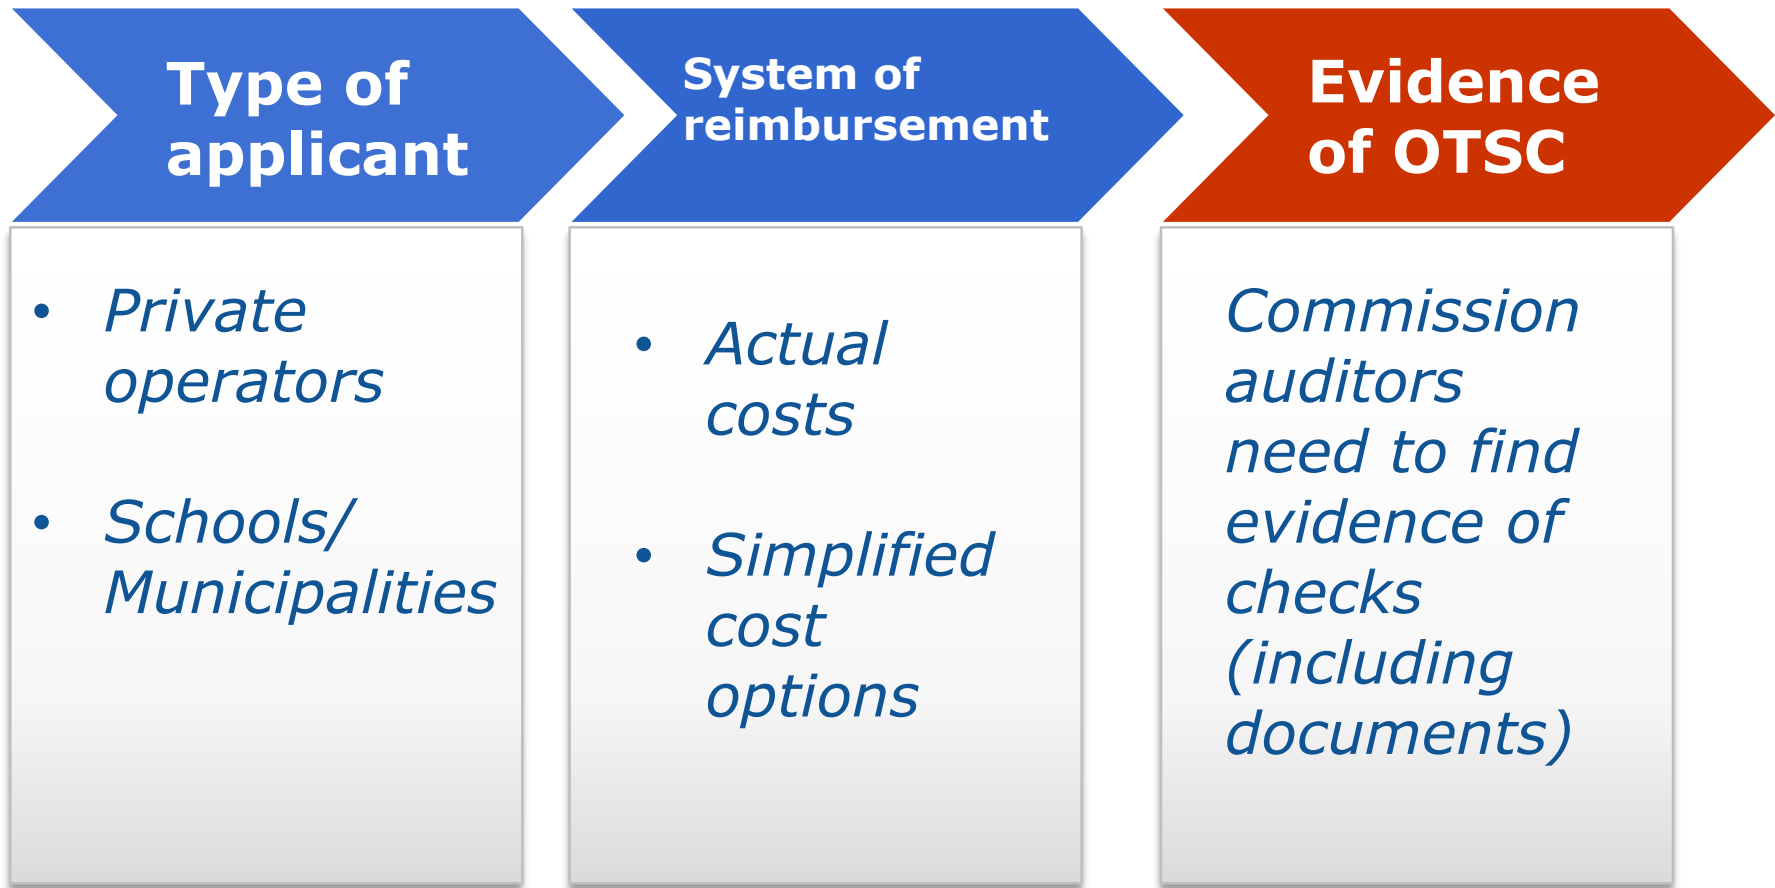 Type of
applicant
• Private
operators
• Schools/
Municipalities
System of
reimbursement
• Actual
costs
• Simplified
cost
options
Evidence
of OTSC
Commission
auditors
need to find
evidence of
checks
(including
documents)